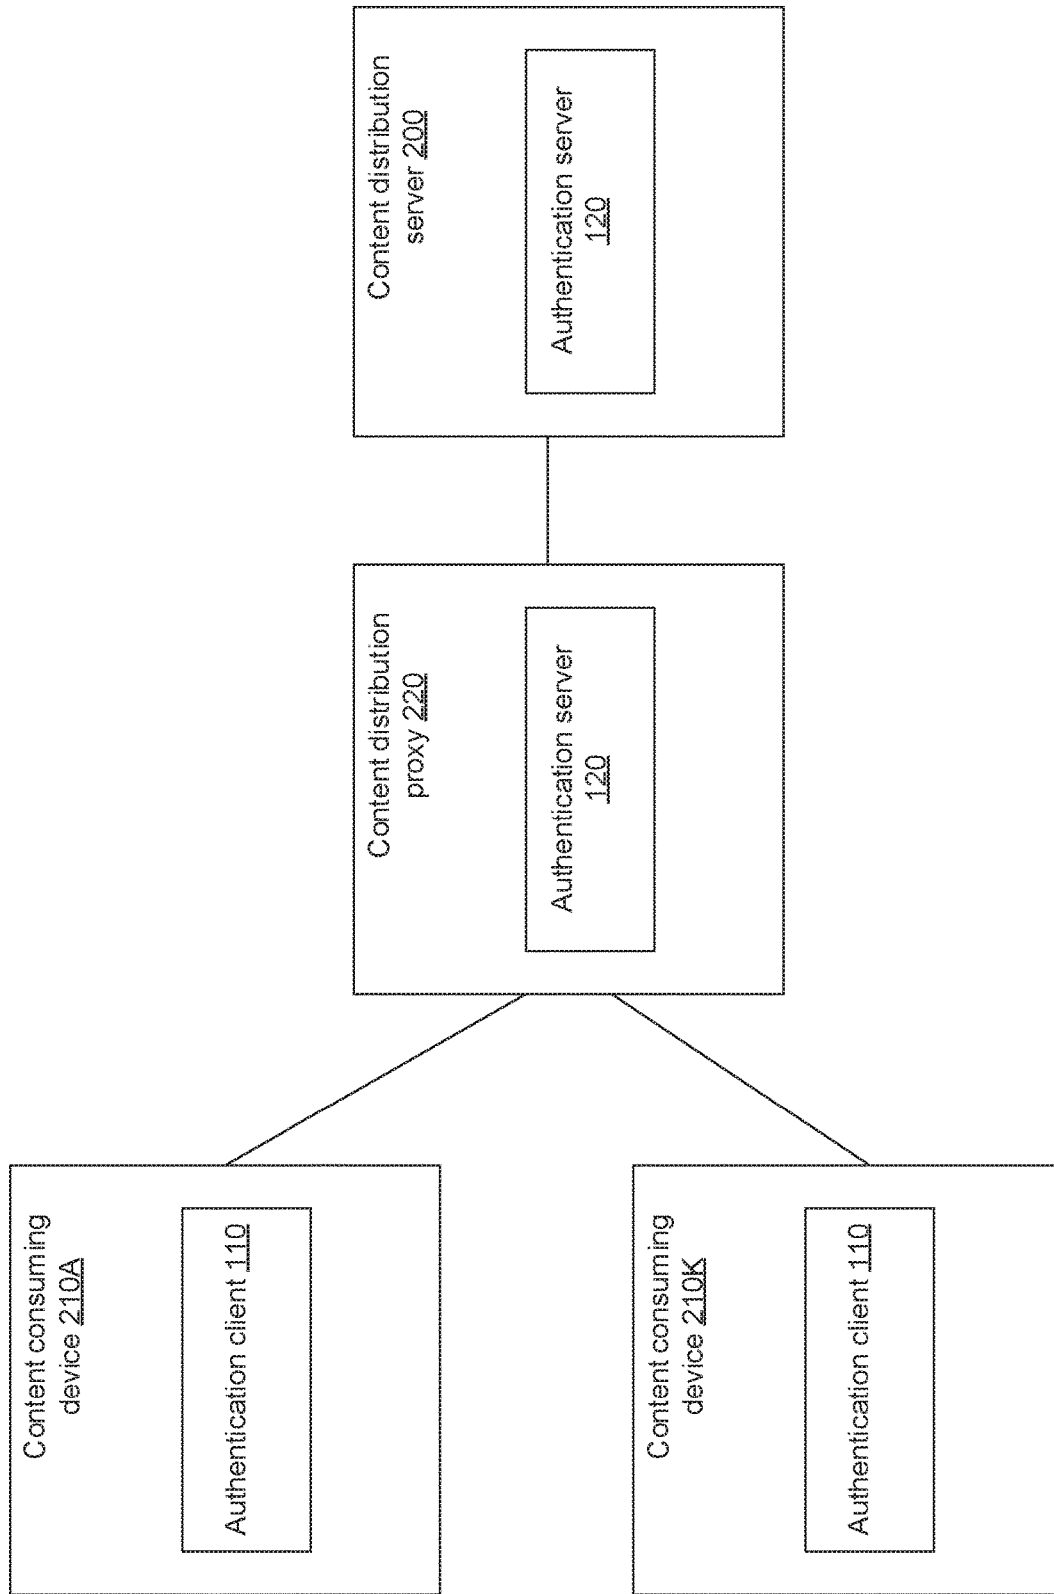 Content consuming
device 210A
Authentication client 110
Content consuming
device 210K
Authentication client 110
Content distribution
proxy 220
Authentication server
120
Content distribution
server 200
Authentication server
120